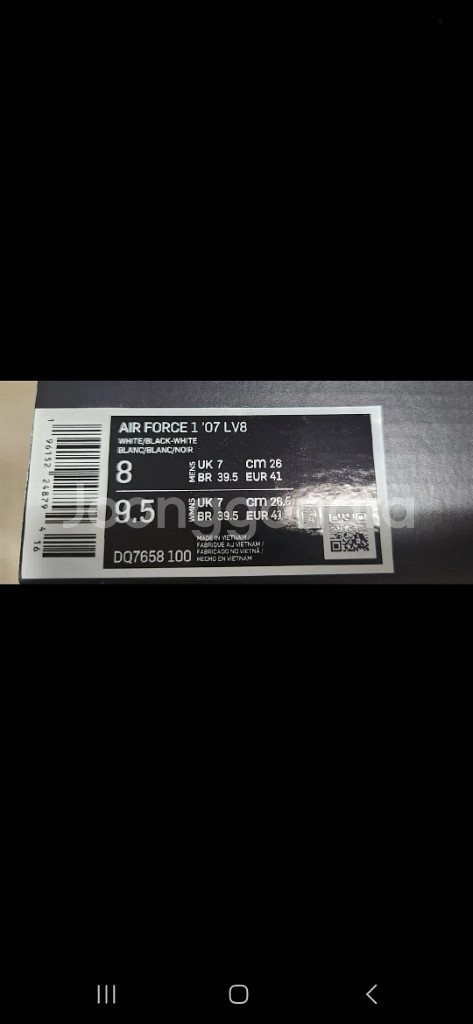 AIR FORCE 1 '07 LV8
WHITE/BLACK-WHITE
BLANC/BLANC/NOIR
8 MENS UK 7 cm 26
BR 39.5 EUR 41
9.5 WMNS UK 7 cm 26.5
BR 39.5 EUR 41
DQ7658 100
MADE IN VIETNAM /
FABRIQUE AU VIETNAM /
FABRICADO NO VIETNÃ /
HECHO EN VIETNAM
1 96152 24879 4 16
Joonggonara